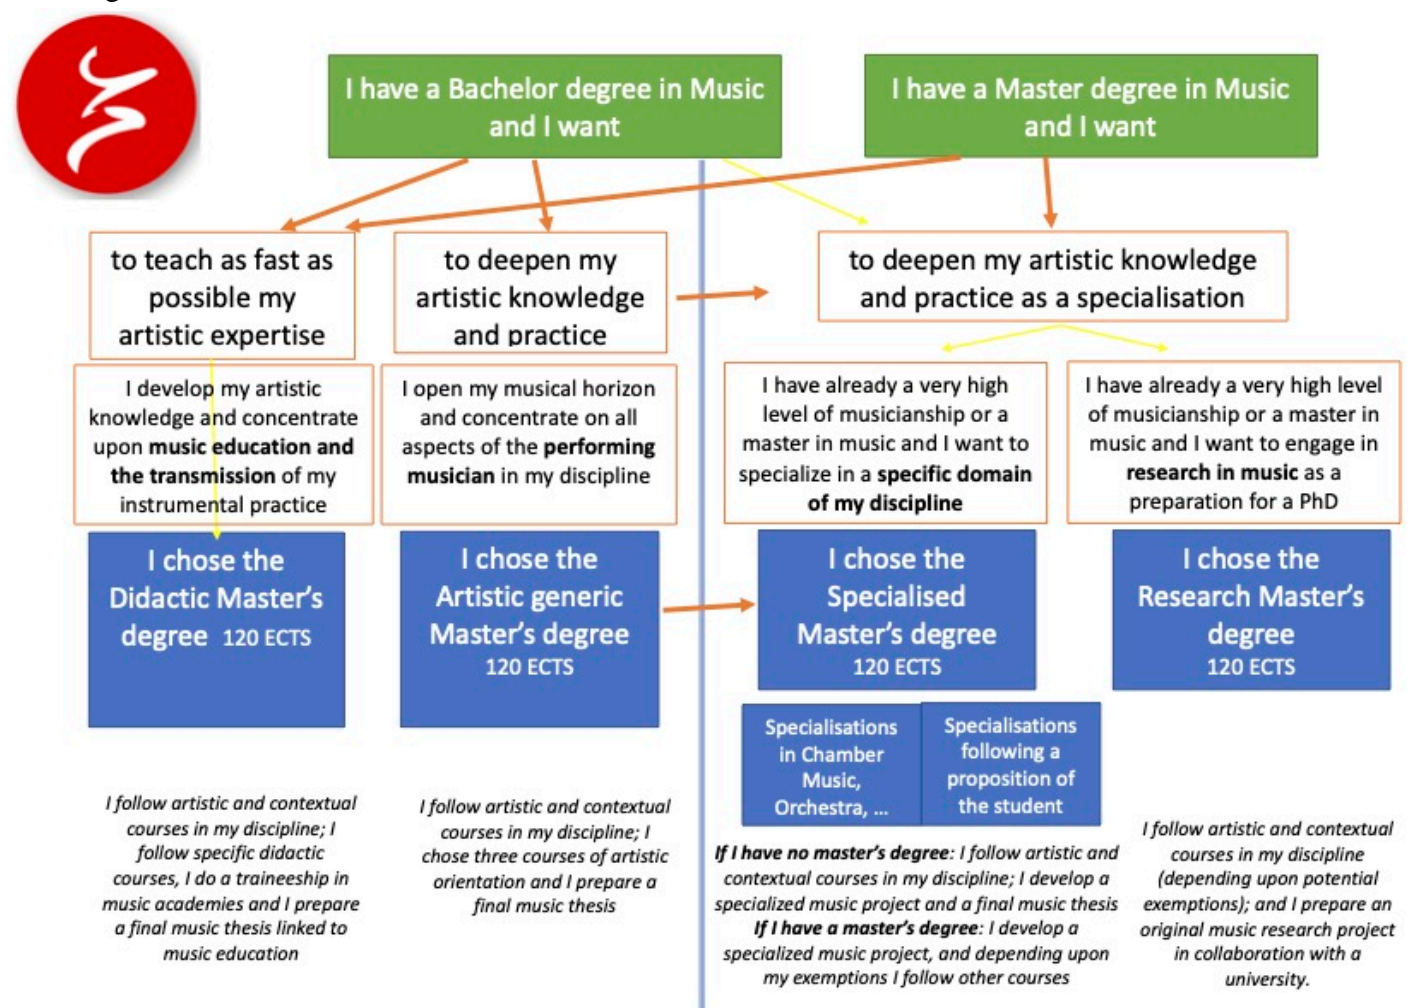 I have a Bachelor degree in Music
and I want
I have a Master degree in Music
and I want
to teach as fast as
possible my
artistic expertise
to deepen my
artistic knowledge
and practice
to deepen my artistic knowledge
and practice as a specialisation
I develop my artistic
knowledge and concentrate
upon music education and
the transmission of my
instrumental practice
I open my musical horizon
and concentrate on all
aspects of the performing
musician in my discipline
I have already a very high
level of musicianship or a
master in music and I want to
specialize in a specific domain
of my discipline
I have already a very high level
of musicianship or a master in
music and I want to engage in
research in music as a
preparation for a PhD
I chose the
Didactic Master's
degree 120 ECTS
I chose the
Artistic generic
Master's degree
120 ECTS
I chose the
Specialised
Master's degree
120 ECTS
I chose the
Research Master's
degree
120 ECTS
Specialisations
in Chamber
Music,
Orchestra, ...
Specialisations
following a
proposition of
the student
I follow artistic and contextual
courses in my discipline; I
follow specific didactic
courses, I do a traineeship in
music academies and I prepare
a final music thesis linked to
music education
I follow artistic and contextual
courses in my discipline; I
chose three courses of artistic
orientation and I prepare a
final music thesis
If I have no master's degree: I follow artistic and
contextual courses in my discipline; I develop a
specialized music project and a final music thesis
If I have a master's degree: I develop a
specialized music project, and depending upon
my exemptions I follow other courses
I follow artistic and contextual
courses in my discipline
(depending upon potential
exemptions); and I prepare an
original music research project
in collaboration with a
university.